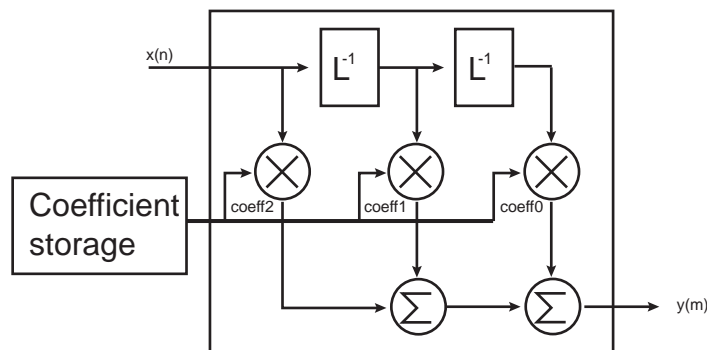 x(n)
L-1
L-1
Coefficient
storage
coeff2
coeff1
coeff0
Σ
Σ
y(m)